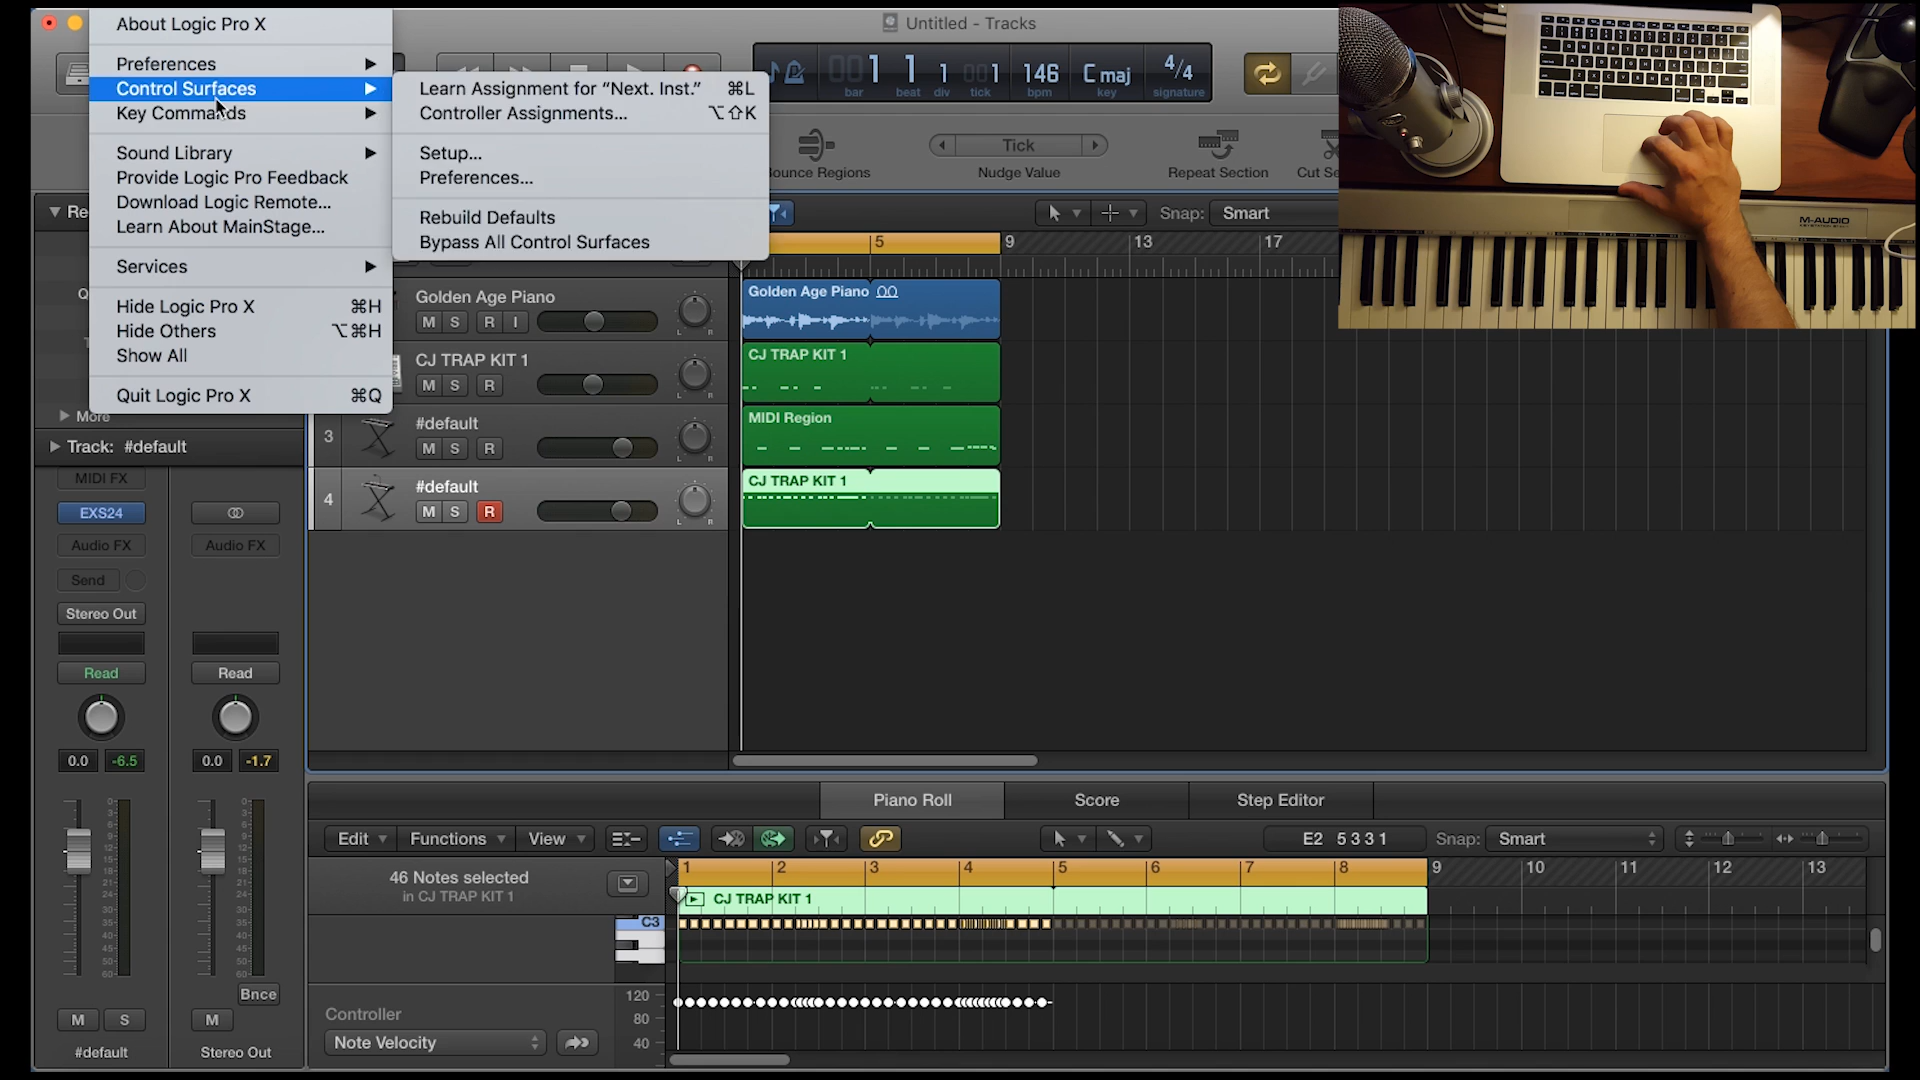 About Logic Pro X
Preferences
Control Surfaces
Key Commands
Sound Library
Provide Logic Pro Feedback
Download Logic Remote...
Learn About MainStage...
Services
Hide Logic Pro X ⌘H
Hide Others ⌥⌘H
Show All
Quit Logic Pro X ⌘Q
Learn Assignment for “Next. Inst.” ⌘L
Controller Assignments... ⌥⇧K
Setup...
Preferences...
Rebuild Defaults
Bypass All Control Surfaces
Untitled - Tracks
1 1 1 1 146 Cmaj 4/4
bar beat div tick bpm key signature
Bounce Regions
Tick
Nudge Value
Repeat Section
Snap: Smart
5 9 13 17
More
Track: #default
MIDI FX
EXS24
Audio FX Audio FX
Send
Stereo Out
Read Read
0.0 -6.5 0.0 -1.7
Bnce
M S M
#default Stereo Out
Golden Age Piano
M S R I
CJ TRAP KIT 1
M S R
3 #default
M S R
4 #default
M S R
L R
Golden Age Piano
CJ TRAP KIT 1
MIDI Region
CJ TRAP KIT 1
Piano Roll Score Step Editor
Edit Functions View
E2 5 3 3 1 Snap: Smart
46 Notes selected
in CJ TRAP KIT 1
1 2 3 4 5 6 7 8 9 10 11 12 13
CJ TRAP KIT 1
C3
120
80
40
Controller
Note Velocity
M-AUDIO